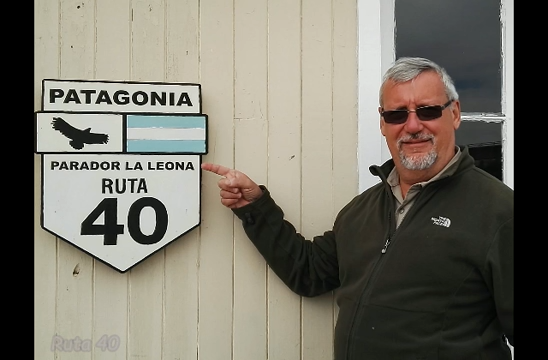 PATAGONIA
PARADOR LA LEONA
RUTA
40
THE
NORTH
FACE
Ruta 40